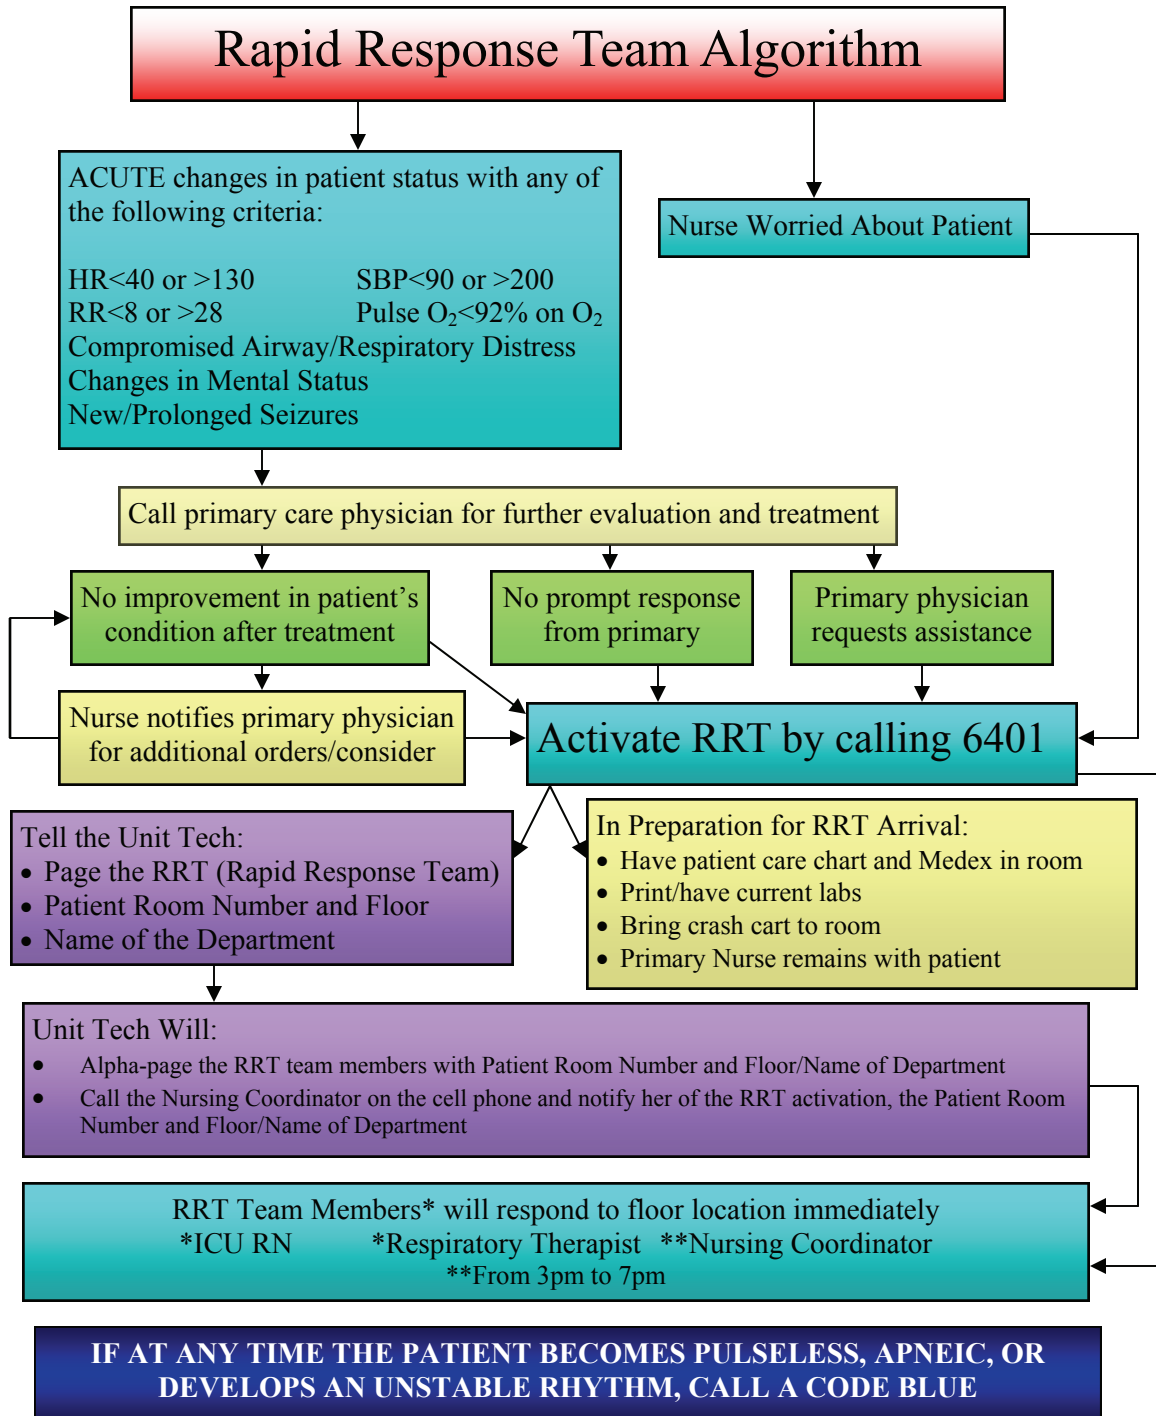 Rapid Response Team Algorithm
ACUTE changes in patient status with any of
the following criteria:
HR<40 or >130 SBP<90 or >200
RR<8 or >28 Pulse O₂<92% on O₂
Compromised Airway/Respiratory Distress
Changes in Mental Status
New/Prolonged Seizures
Nurse Worried About Patient
Call primary care physician for further evaluation and treatment
No improvement in patient’s
condition after treatment
No prompt response
from primary
Primary physician
requests assistance
Nurse notifies primary physician
for additional orders/consider
Activate RRT by calling 6401
Tell the Unit Tech:
• Page the RRT (Rapid Response Team)
• Patient Room Number and Floor
• Name of the Department
In Preparation for RRT Arrival:
• Have patient care chart and Medex in room
• Print/have current labs
• Bring crash cart to room
• Primary Nurse remains with patient
Unit Tech Will:
• Alpha-page the RRT team members with Patient Room Number and Floor/Name of Department
• Call the Nursing Coordinator on the cell phone and notify her of the RRT activation, the Patient Room
Number and Floor/Name of Department
RRT Team Members* will respond to floor location immediately
*ICU RN *Respiratory Therapist **Nursing Coordinator
**From 3pm to 7pm
IF AT ANY TIME THE PATIENT BECOMES PULSELESS, APNEIC, OR
DEVELOPS AN UNSTABLE RHYTHM, CALL A CODE BLUE